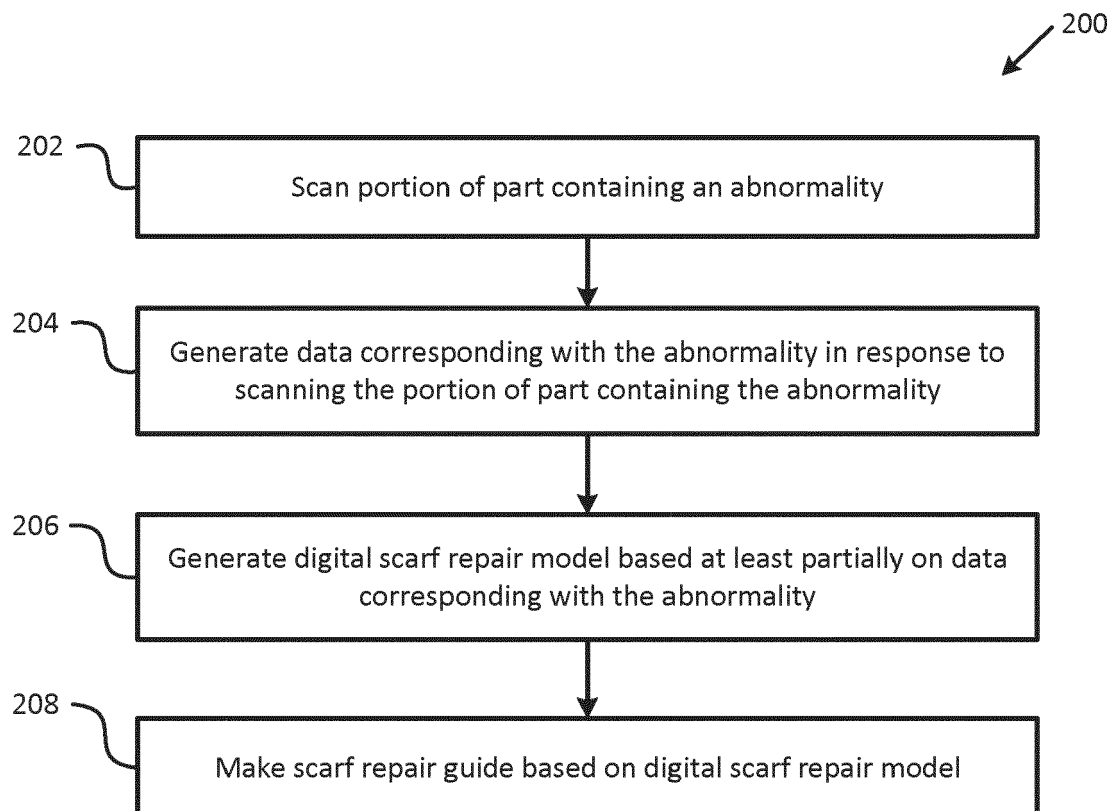 200
202
Scan portion of part containing an abnormality
204
Generate data corresponding with the abnormality in response to
scanning the portion of part containing the abnormality
206
Generate digital scarf repair model based at least partially on data
corresponding with the abnormality
208
Make scarf repair guide based on digital scarf repair model